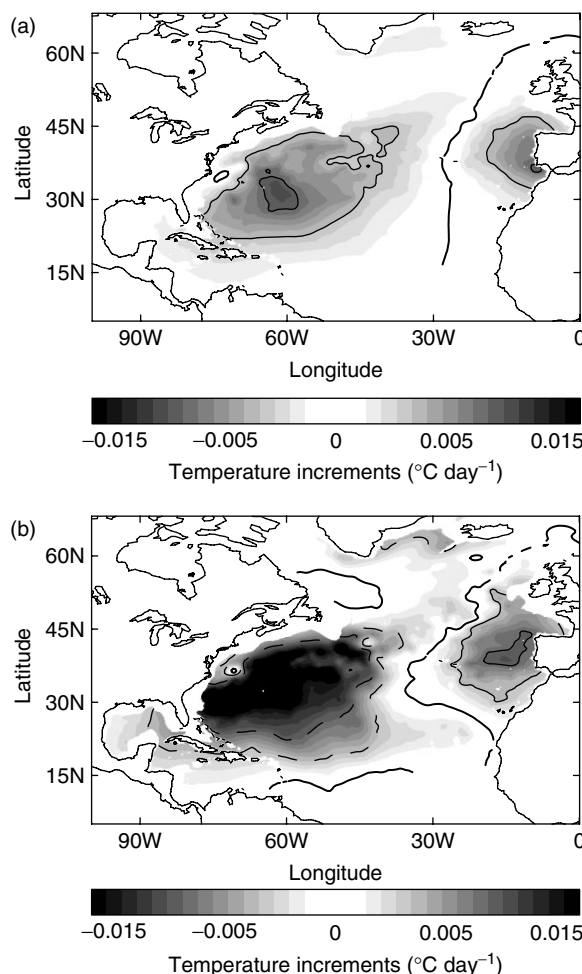 (a)
60N
45N
30N
15N
Latitude
90W 60W 30W 0
Longitude
−0.015 −0.005 0 0.005 0.015
Temperature increments (°C day⁻¹)
(b)
60N
45N
30N
15N
Latitude
90W 60W 30W 0
Longitude
−0.015 −0.005 0 0.005 0.015
Temperature increments (°C day⁻¹)